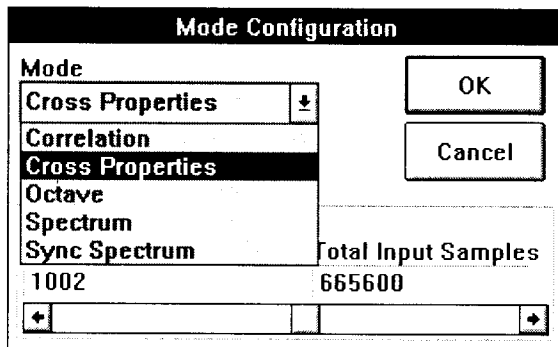 Mode Configuration
Mode
Cross Properties
OK
Correlation
Cross Properties
Octave
Spectrum
Sync Spectrum
Cancel
Total Input Samples
1002
665600